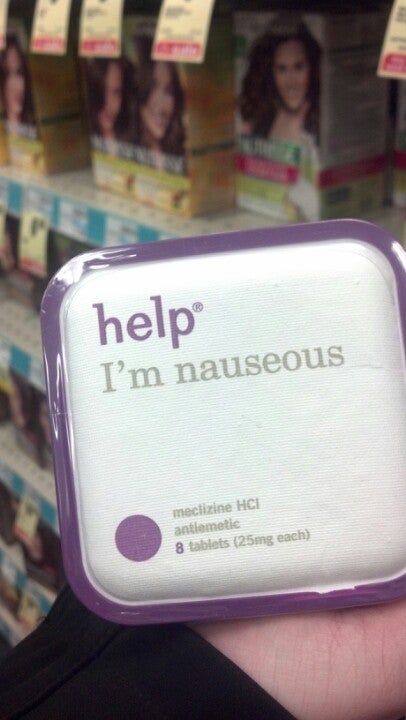 help®
I'm nauseous
meclizine HCl
antiemetic
8 tablets (25mg each)